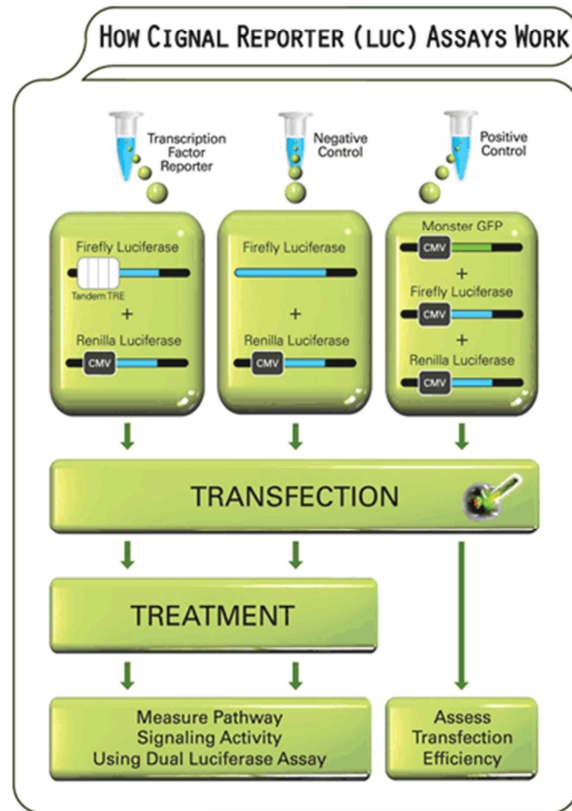 HOW CIGNAL REPORTER (LUC) ASSAYS WORK
Transcription
Factor
Reporter
Negative
Control
Positive
Control
Firefly Luciferase
Tandem TRE
+
Renilla Luciferase
CMV
Firefly Luciferase
+
Renilla Luciferase
CMV
Monster GFP
CMV
+
Firefly Luciferase
CMV
+
Renilla Luciferase
CMV
TRANSFECTION
TREATMENT
Measure Pathway
Signaling Activity
Using Dual Luciferase Assay
Assess
Transfection
Efficiency